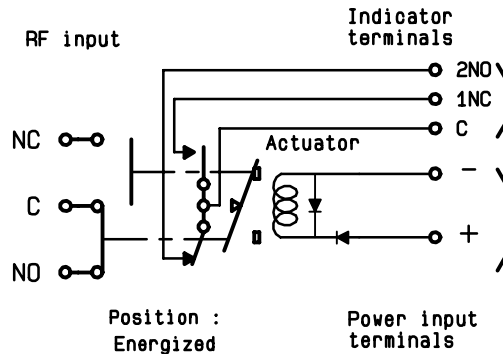 RF input
Indicator
terminals
2NO
1NC
C
Actuator
NC
C
NO
-
+
Position :
Energized
Power input
terminals